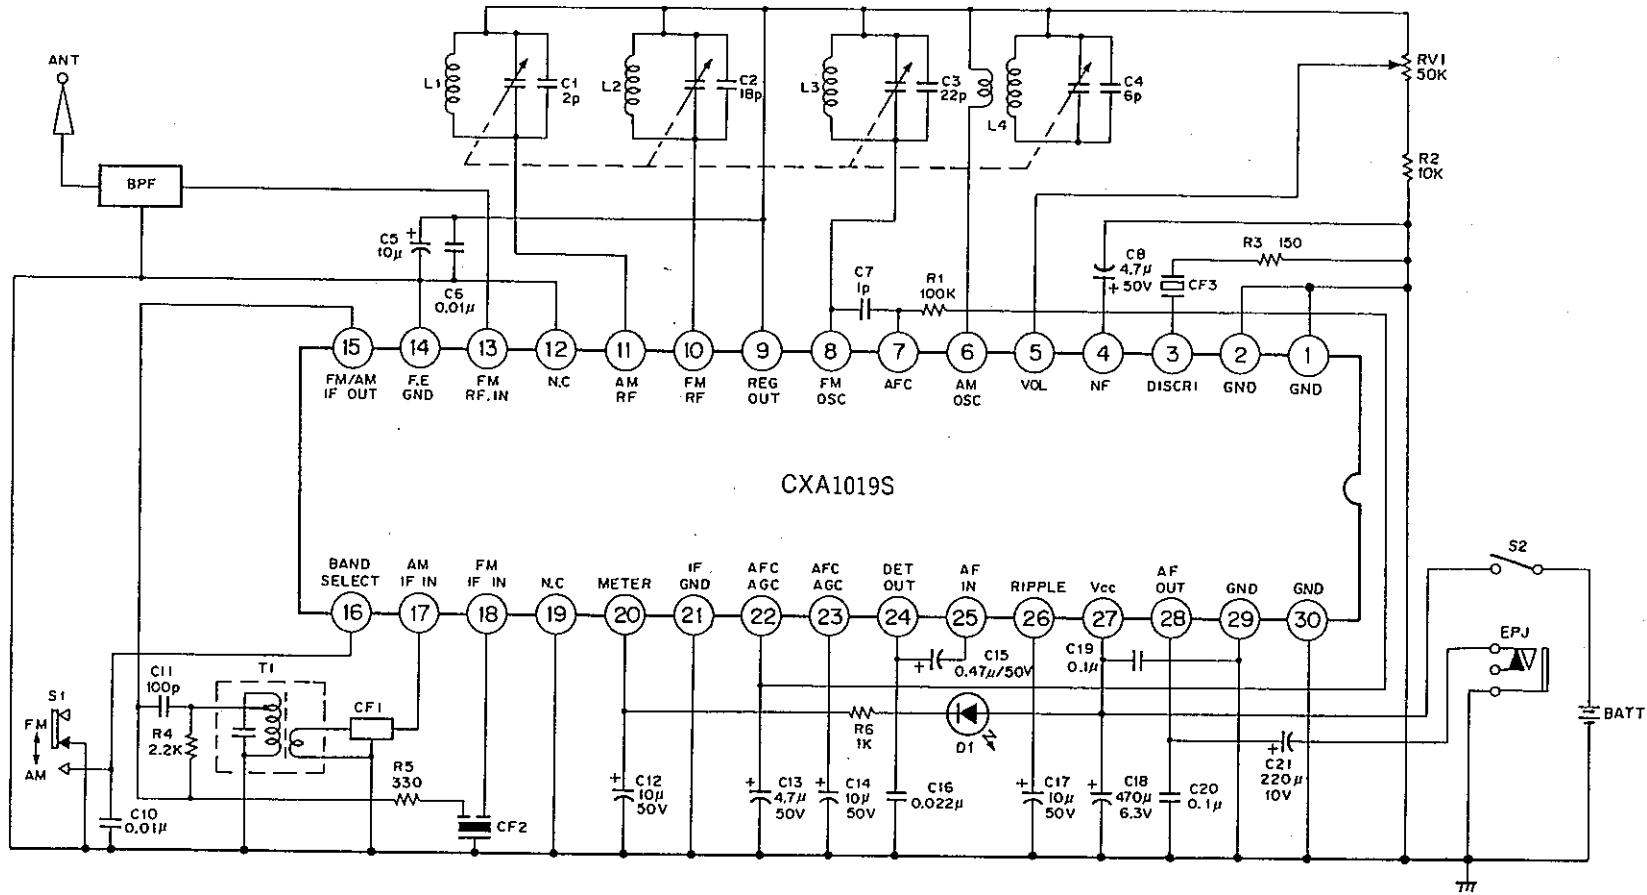 ANT
BPF
L1
C1
2p
L2
C2
18p
L3
C3
22p
L4
C4
6p
RV1
50K
R2
10K
C5 +
10μ
C6
0.01μ
C7
1p
R1
100K
C8
4.7μ
+ 50V
R3 150
CF3
15 14 13 12 11 10 9 8 7 6 5 4 3 2 1
FM/AM
IF OUT
F.E
GND
FM
RF.IN
N.C
AM
RF
FM
RF
REG
OUT
FM
OSC
AFC
AM
OSC
VOL
NF
DISCRI
GND
GND
CXA1019S
BAND
SELECT
AM
IF IN
FM
IF IN
N.C
METER
IF
GND
AFC
AGC
AFC
AGC
DET
OUT
AF
IN
RIPPLE
Vcc
AF
OUT
GND
GND
16 17 18 19 20 21 22 23 24 25 26 27 28 29 30
S2
EPJ
BATT
S1
FM
AM
C11
100p
R4
2.2K
T1
CF1
R5
330
CF2
C10
0.01μ
+ C12
10μ
50V
+ C13
4.7μ
50V
+ C14
10μ
50V
C15
+ 0.47μ/50V
R6
1K
D1
C16
0.022μ
+ C17
10μ
50V
C19
0.1μ
+ C18
470μ
6.3V
C20
0.1μ
+
C21
220μ
10V